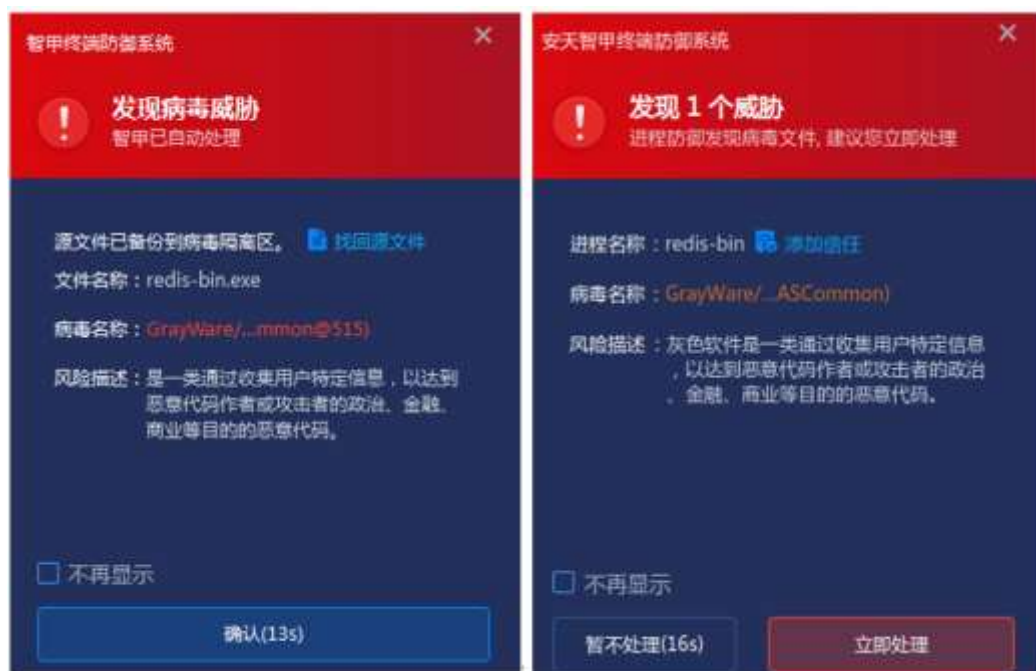 智甲终端防御系统
发现病毒威胁
智甲已自动处理
源文件已备份到病毒隔离区。 找回源文件
文件名称：redis-bin.exe
病毒名称：GrayWare/...mmon@515)
风险描述：是一类通过收集用户特定信息，以达到
恶意代码作者或攻击者的政治、金融、
商业等目的的恶意代码。
不再显示
确认(13s)
安天智甲终端防御系统
发现 1 个威胁
进程防御发现病毒文件, 建议您立即处理
进程名称：redis-bin 添加信任
病毒名称：GrayWare/...ASCommon)
风险描述：灰色软件是一类通过收集用户特定信息
，以达到恶意代码作者或攻击者的政治
、金融、商业等目的的恶意代码。
不再显示
暂不处理(16s)
立即处理